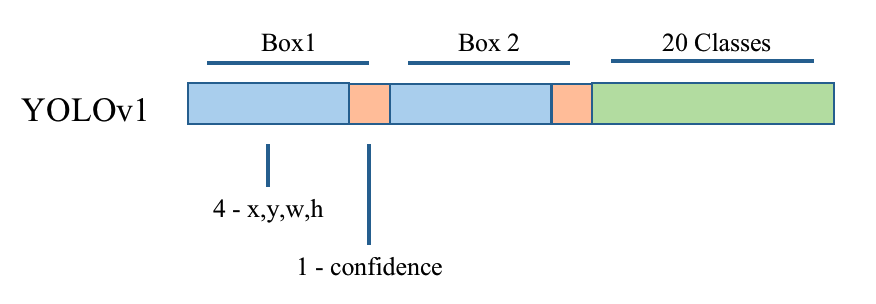 Box1
Box 2
20 Classes
YOLOv1
4 - x,y,w,h
1 - confidence